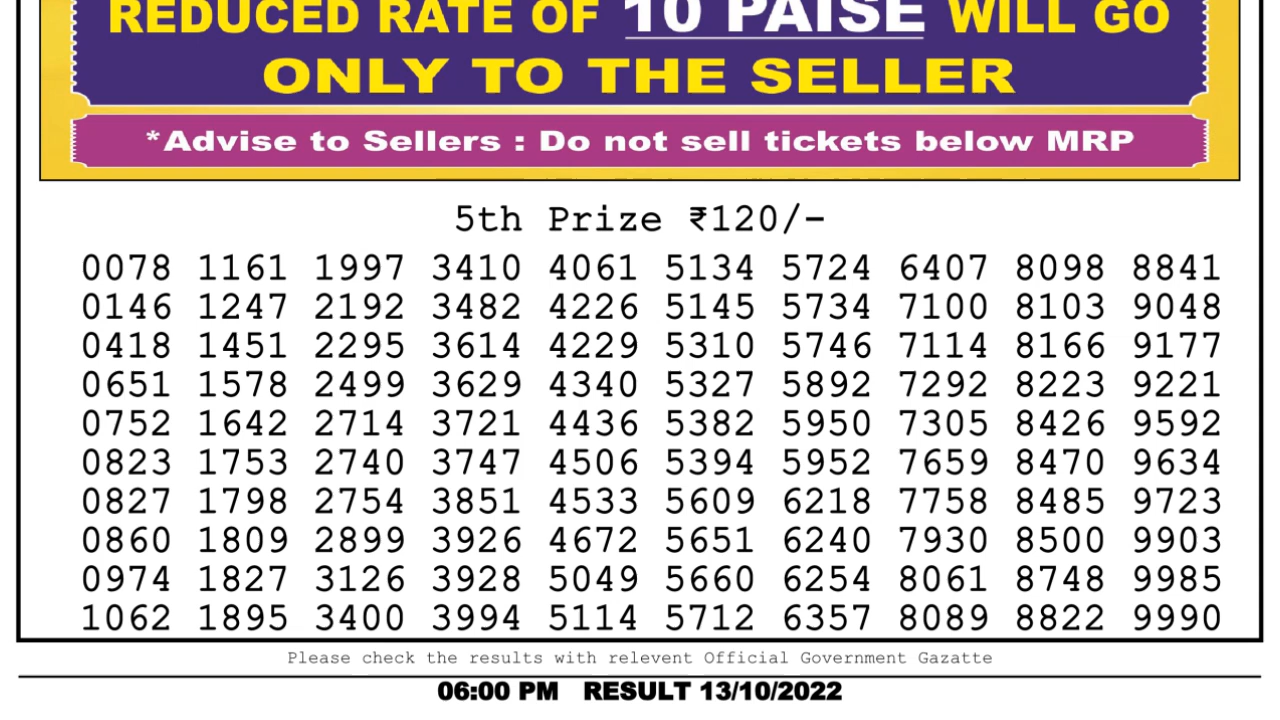 REDUCED RATE OF 10 PAISE WILL GO
ONLY TO THE SELLER
*Advise to Sellers : Do not sell tickets below MRP
5th Prize ₹120/-
0078 1161 1997 3410 4061 5134 5724 6407 8098 8841
0146 1247 2192 3482 4226 5145 5734 7100 8103 9048
0418 1451 2295 3614 4229 5310 5746 7114 8166 9177
0651 1578 2499 3629 4340 5327 5892 7292 8223 9221
0752 1642 2714 3721 4436 5382 5950 7305 8426 9592
0823 1753 2740 3747 4506 5394 5952 7659 8470 9634
0827 1798 2754 3851 4533 5609 6218 7758 8485 9723
0860 1809 2899 3926 4672 5651 6240 7930 8500 9903
0974 1827 3126 3928 5049 5660 6254 8061 8748 9985
1062 1895 3400 3994 5114 5712 6357 8089 8822 9990
Please check the results with relevent Official Government Gazatte
06:00 PM RESULT 13/10/2022